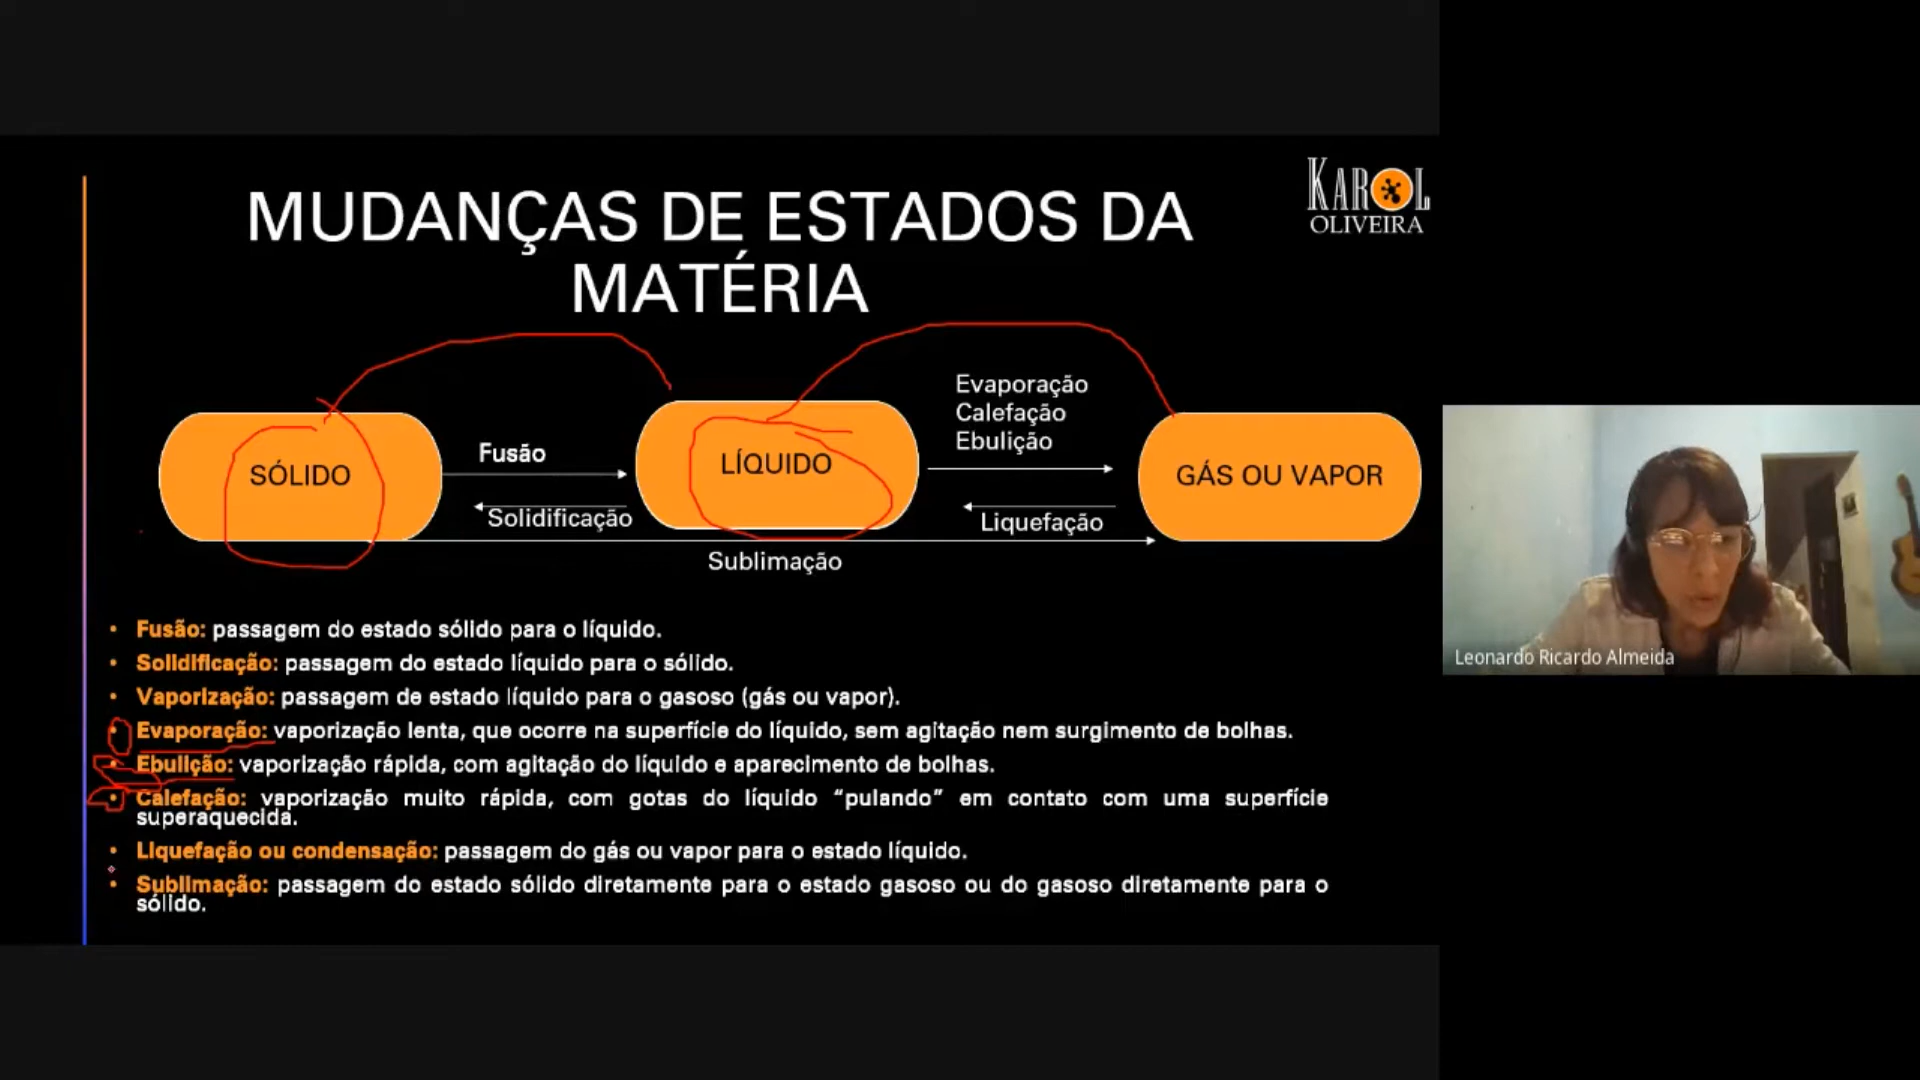 KAROL
OLIVEIRA
MUDANÇAS DE ESTADOS DA
MATÉRIA
Evaporação
Calefação
Ebulição
Fusão
SÓLIDO
LÍQUIDO
GÁS OU VAPOR
Solidificação
Liquefação
Sublimação
• Fusão: passagem do estado sólido para o líquido.
• Solidificação: passagem do estado líquido para o sólido.
• Vaporização: passagem de estado líquido para o gasoso (gás ou vapor).
• Evaporação: vaporização lenta, que ocorre na superfície do líquido, sem agitação nem surgimento de bolhas.
• Ebulição: vaporização rápida, com agitação do líquido e aparecimento de bolhas.
• Calefação: vaporização muito rápida, com gotas do líquido “pulando” em contato com uma superfície
superaquecida.
• Liquefação ou condensação: passagem do gás ou vapor para o estado líquido.
• Sublimação: passagem do estado sólido diretamente para o estado gasoso ou do gasoso diretamente para o
sólido.
Leonardo Ricardo Almeida